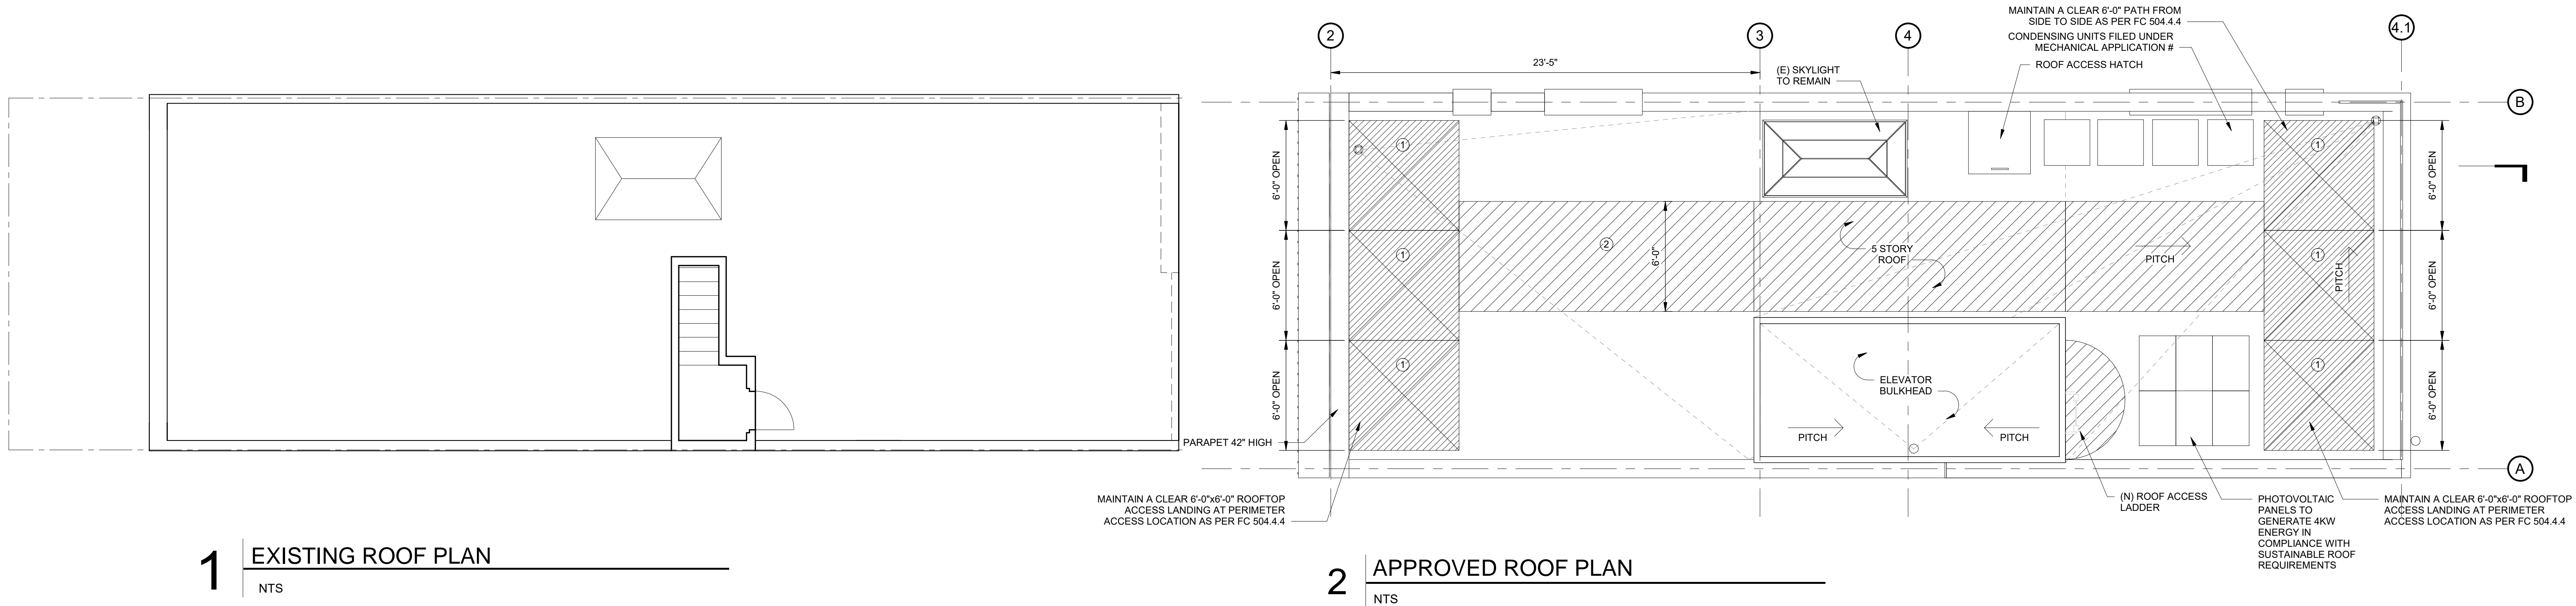 1
EXISTING ROOF PLAN
NTS
2
3
4
4.1
B
A
23'-5"
(E) SKYLIGHT
TO REMAIN
MAINTAIN A CLEAR 6'-0" PATH FROM
SIDE TO SIDE AS PER FC 504.4.4
CONDENSING UNITS FILED UNDER
MECHANICAL APPLICATION #
ROOF ACCESS HATCH
6'-0" OPEN
6'-0" OPEN
6'-0" OPEN
1
1
1
2
6'-0"
5 STORY
ROOF
PITCH
PITCH
1
1
1
6'-0" OPEN
6'-0" OPEN
6'-0" OPEN
ELEVATOR
BULKHEAD
PITCH
PITCH
PARAPET 42" HIGH
MAINTAIN A CLEAR 6'-0"x6'-0" ROOFTOP
ACCESS LANDING AT PERIMETER
ACCESS LOCATION AS PER FC 504.4.4
(N) ROOF ACCESS
LADDER
PHOTOVOLTAIC
PANELS TO
GENERATE 4KW
ENERGY IN
COMPLIANCE WITH
SUSTAINABLE ROOF
REQUIREMENTS
MAINTAIN A CLEAR 6'-0"x6'-0" ROOFTOP
ACCESS LANDING AT PERIMETER
ACCESS LOCATION AS PER FC 504.4.4
2
APPROVED ROOF PLAN
NTS